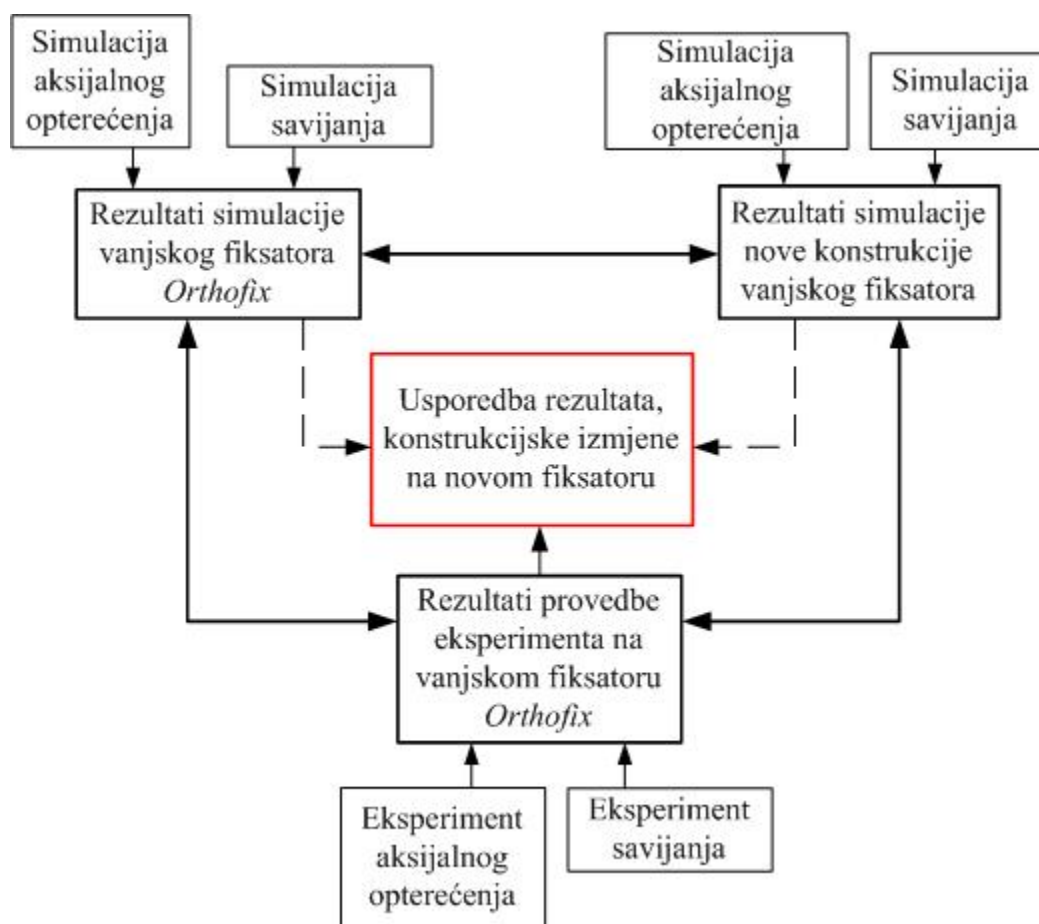 Simulacija
aksijalnog
opterećenja
Simulacija
savijanja
Simulacija
aksijalnog
opterećenja
Simulacija
savijanja
Rezultati simulacije
vanjskog fiksatora
Orthofix
Rezultati simulacije
nove konstrukcije
vanjskog fiksatora
Usporedba rezultata,
konstrukcijske izmjene
na novom fiksatoru
Rezultati provedbe
eksperimenta na
vanjskom fiksatoru
Orthofix
Eksperiment
aksijalnog
opterećenja
Eksperiment
savijanja